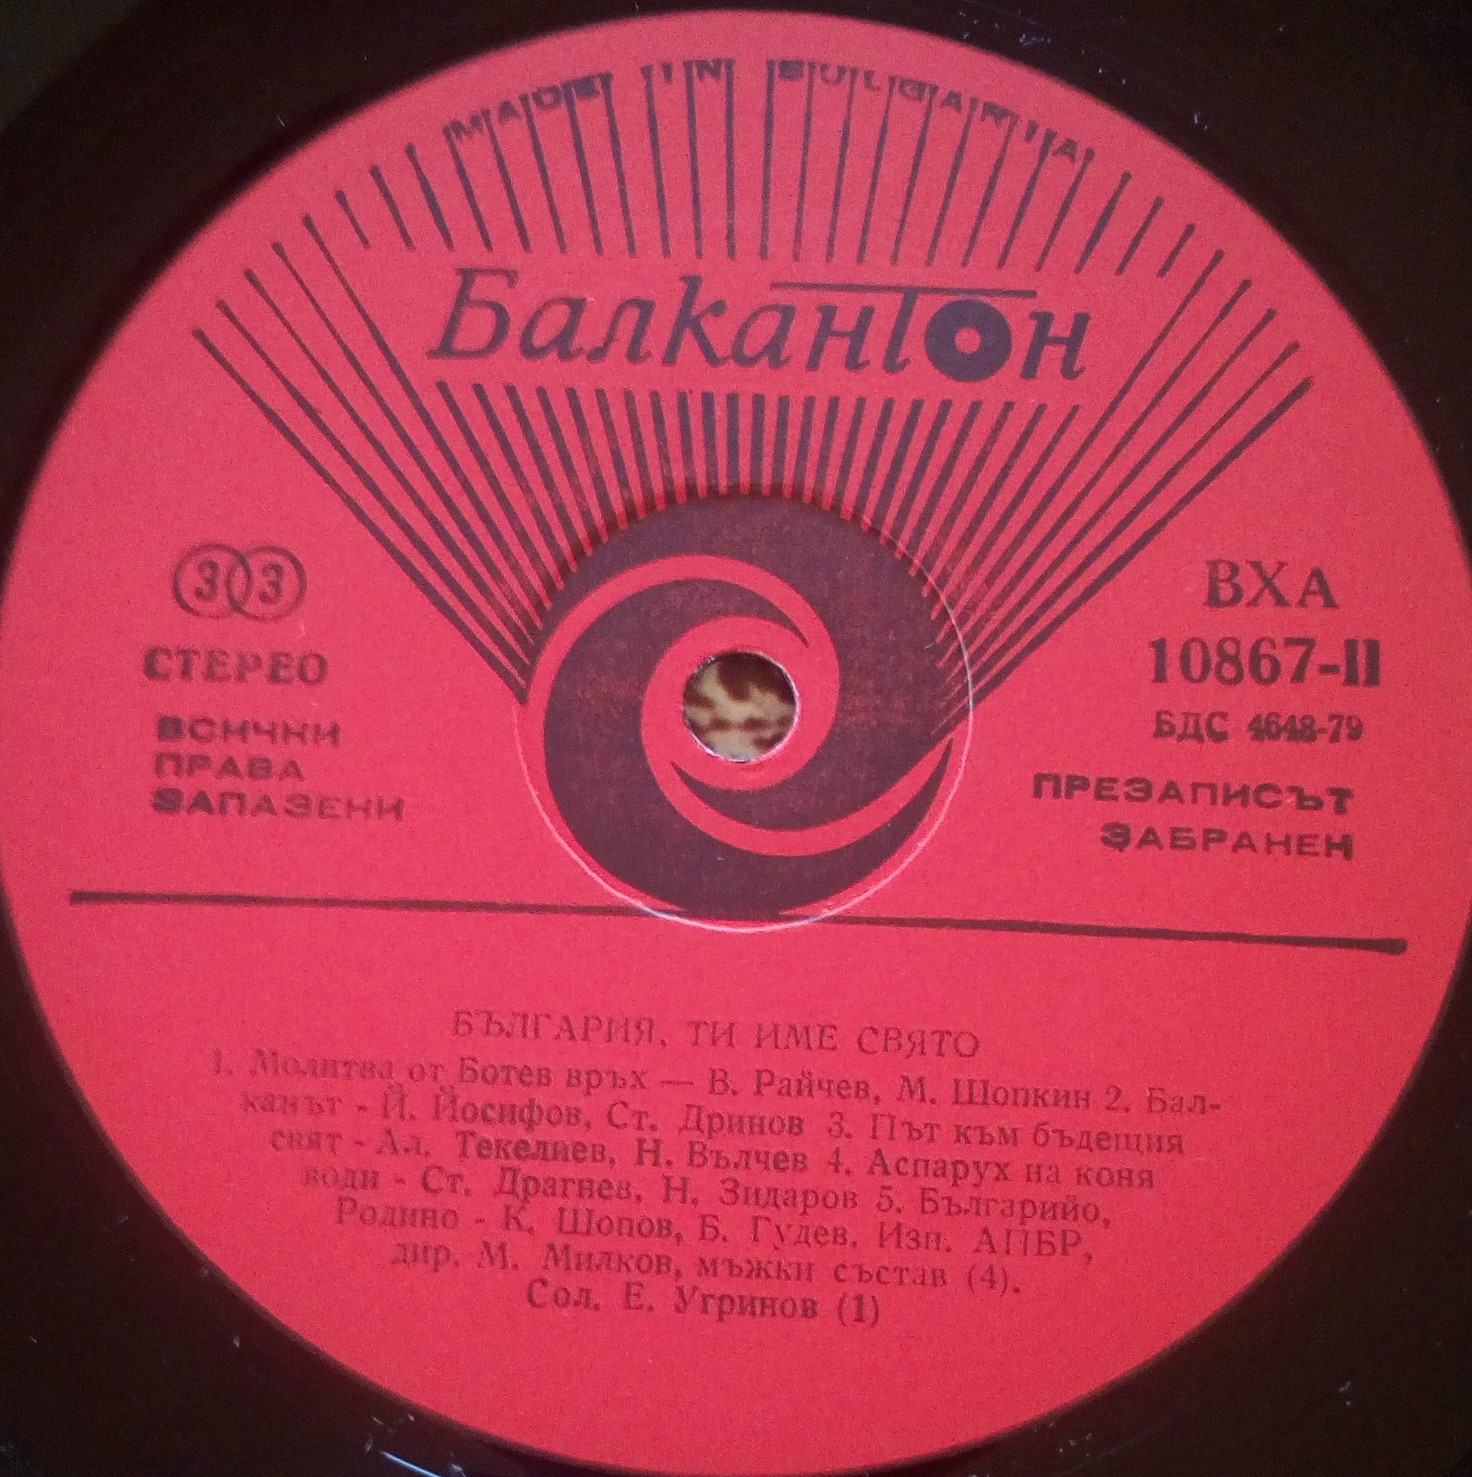 MADE IN BULGARIA
Балкантон
33
СТЕРЕО
ВСИЧКИ
ПРАВА
ЗАПАЗЕНИ
ВХА
10867-II
БДС 4648-79
ПРЕЗАПИСЪТ
ЗАБРАНЕН
БЪЛГАРИЯ, ТИ ИМЕ СВЯТО
1. Молитва от Ботев връх — В. Райчев, М. Шопкин 2. Бал-
канът - Й. Йосифов, Ст. Дринов 3. Път към бъдещия
свят - Ал. Текелиев, Н. Вълчев 4. Аспарух на коня
води - Ст. Драгнев, Н. Зидаров 5. Българийо,
Родино - К. Шопов, Б. Гудев. Изп. АПБР,
дир. М. Милков, мъжки състав (4).
Сол. Е. Угринов (1)